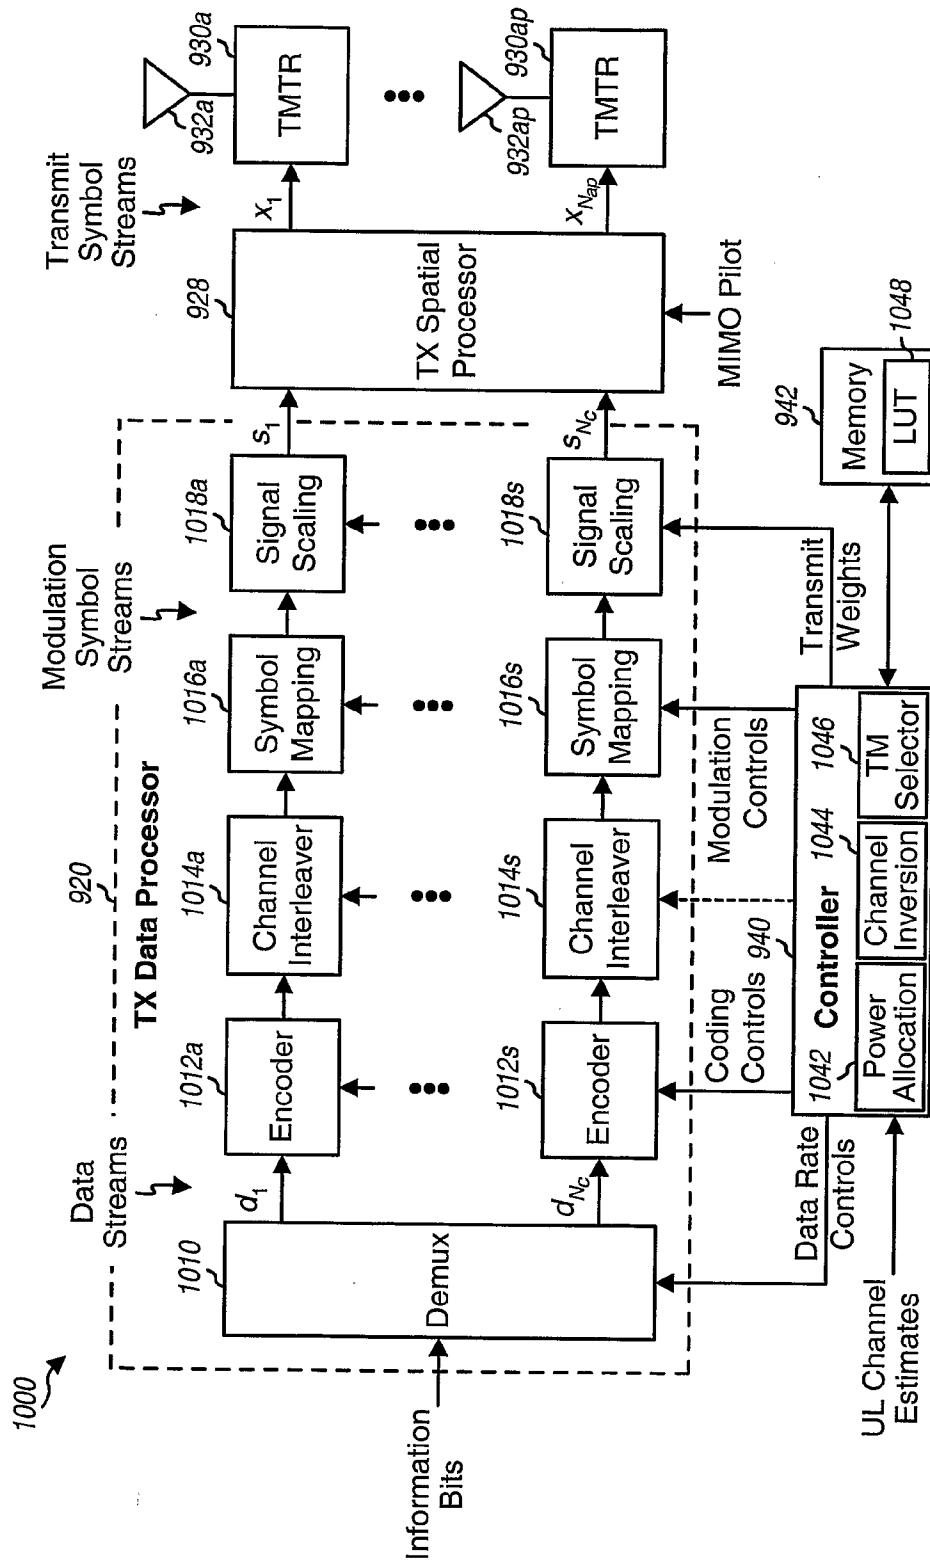 1000
920
TX Data Processor
Data
Streams
Modulation
Symbol
Streams
Transmit
Symbol
Streams
Information
Bits
1010
Demux
d1
dNc
1012a
Encoder
1014a
Channel
Interleaver
1016a
Symbol
Mapping
1018a
Signal
Scaling
s1
1012s
Encoder
1014s
Channel
Interleaver
1016s
Symbol
Mapping
1018s
Signal
Scaling
sNc
928
TX Spatial
Processor
MIMO Pilot
x1
xNap
932a
930a
TMTR
932ap
930ap
TMTR
Data Rate
Controls
Coding
Controls
Modulation
Controls
Transmit
Weights
UL Channel
Estimates
940
Controller
1042
Power
Allocation
1044
Channel
Inversion
1046
TM
Selector
942
Memory
1048
LUT